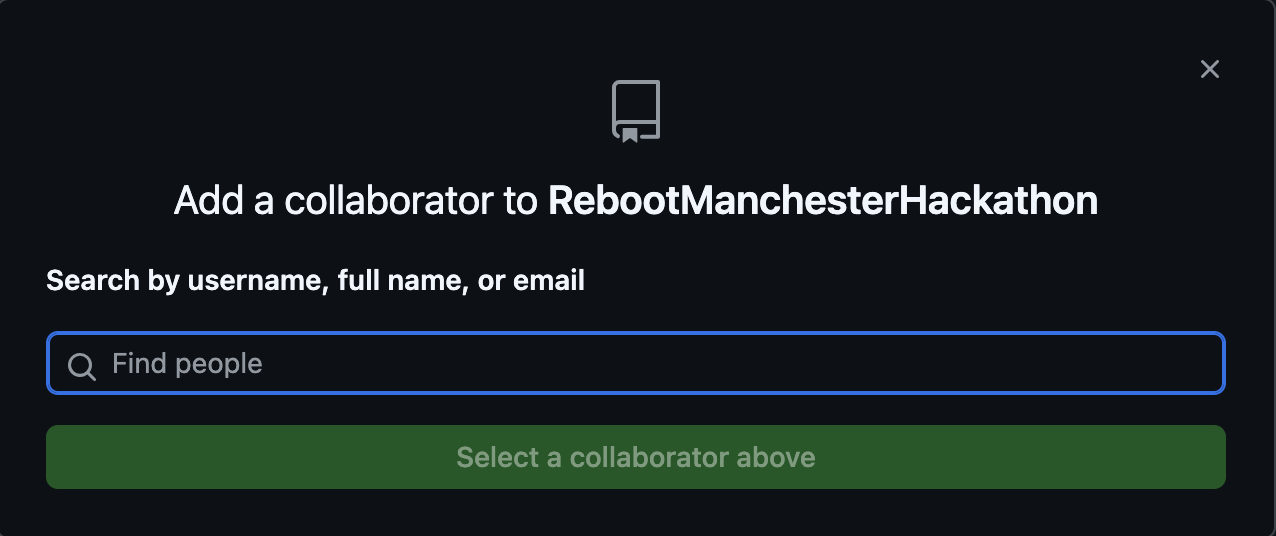 Add a collaborator to RebootManchesterHackathon
Search by username, full name, or email
Find people
Select a collaborator above